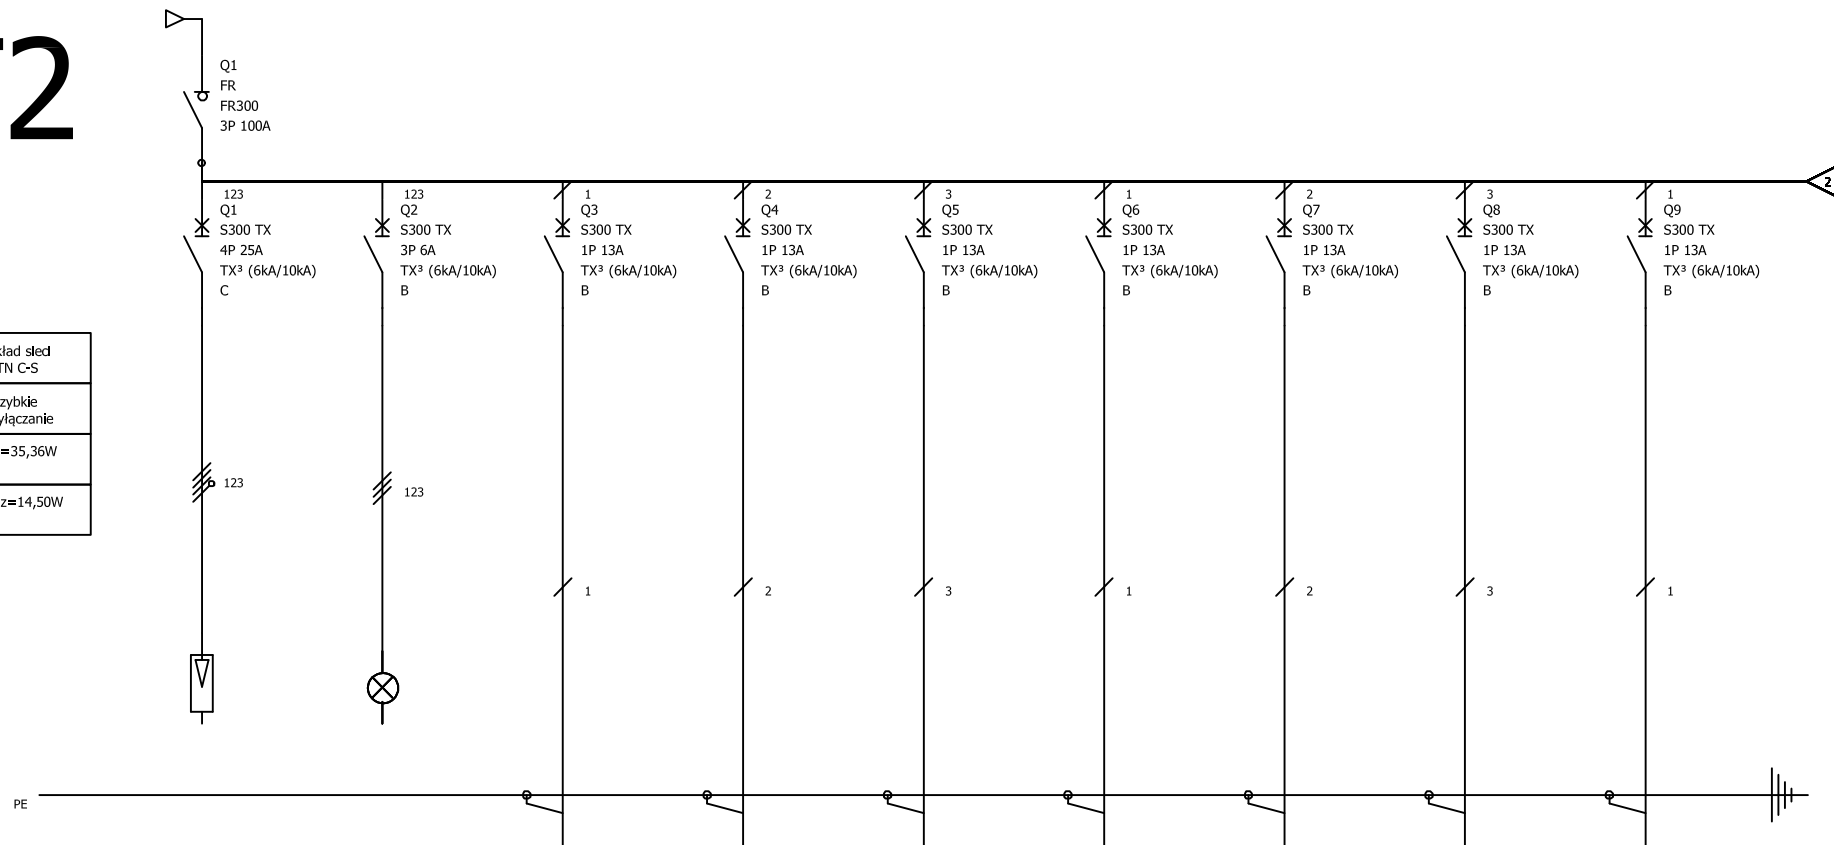 2
Q1
FR
FR300
3P 100A
2
123
Q1
S300 TX
4P 25A
TX³ (6kA/10kA)
C
123
Q2
S300 TX
3P 6A
TX³ (6kA/10kA)
B
1
Q3
S300 TX
1P 13A
TX³ (6kA/10kA)
B
2
Q4
S300 TX
1P 13A
TX³ (6kA/10kA)
B
3
Q5
S300 TX
1P 13A
TX³ (6kA/10kA)
B
1
Q6
S300 TX
1P 13A
TX³ (6kA/10kA)
B
2
Q7
S300 TX
1P 13A
TX³ (6kA/10kA)
B
3
Q8
S300 TX
1P 13A
TX³ (6kA/10kA)
B
1
Q9
S300 TX
1P 13A
TX³ (6kA/10kA)
B
kład sieci
TN C-S
zybkie
yłączanie
=35,36W
z=14,50W
123
123
1
2
3
1
2
3
1
PE